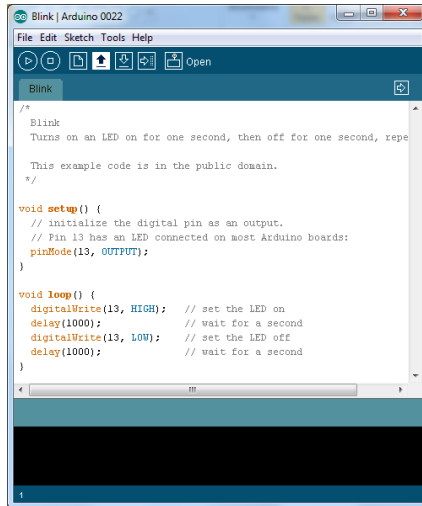 Blink | Arduino 0022
File Edit Sketch Tools Help
Open
Blink
/*
  Blink
  Turns on an LED on for one second, then off for one second, repe

  This example code is in the public domain.
 */

void setup() {
  // initialize the digital pin as an output.
  // Pin 13 has an LED connected on most Arduino boards:
  pinMode(13, OUTPUT);
}

void loop() {
  digitalWrite(13, HIGH);   // set the LED on
  delay(1000);              // wait for a second
  digitalWrite(13, LOW);    // set the LED off
  delay(1000);              // wait for a second
}
1